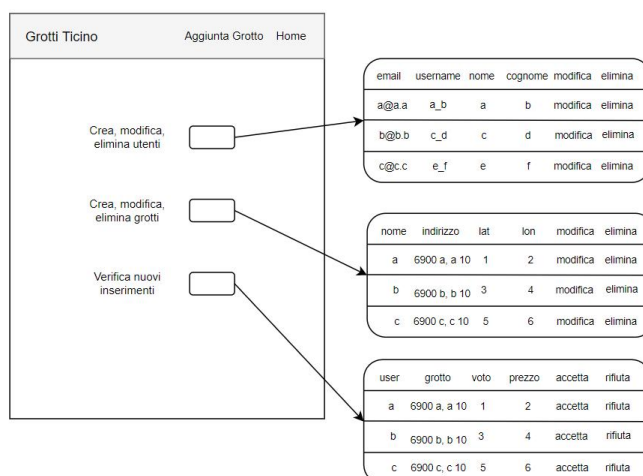 Grotti Ticino Aggiunta Grotto Home
Crea, modifica,
elimina utenti
Crea, modifica,
elimina grotti
Verifica nuovi
inserimenti
email username nome cognome modifica elimina
a@a.a a_b a b modifica elimina
b@b.b c_d c d modifica elimina
c@c.c e_f e f modifica elimina
nome indirizzo lat lon modifica elimina
a 6900 a, a 10 1 2 modifica elimina
b 6900 b, b 10 3 4 modifica elimina
c 6900 c, c 10 5 6 modifica elimina
user grotto voto prezzo accetta rifiuta
a 6900 a, a 10 1 2 accetta rifiuta
b 6900 b, b 10 3 4 accetta rifiuta
c 6900 c, c 10 5 6 accetta rifiuta